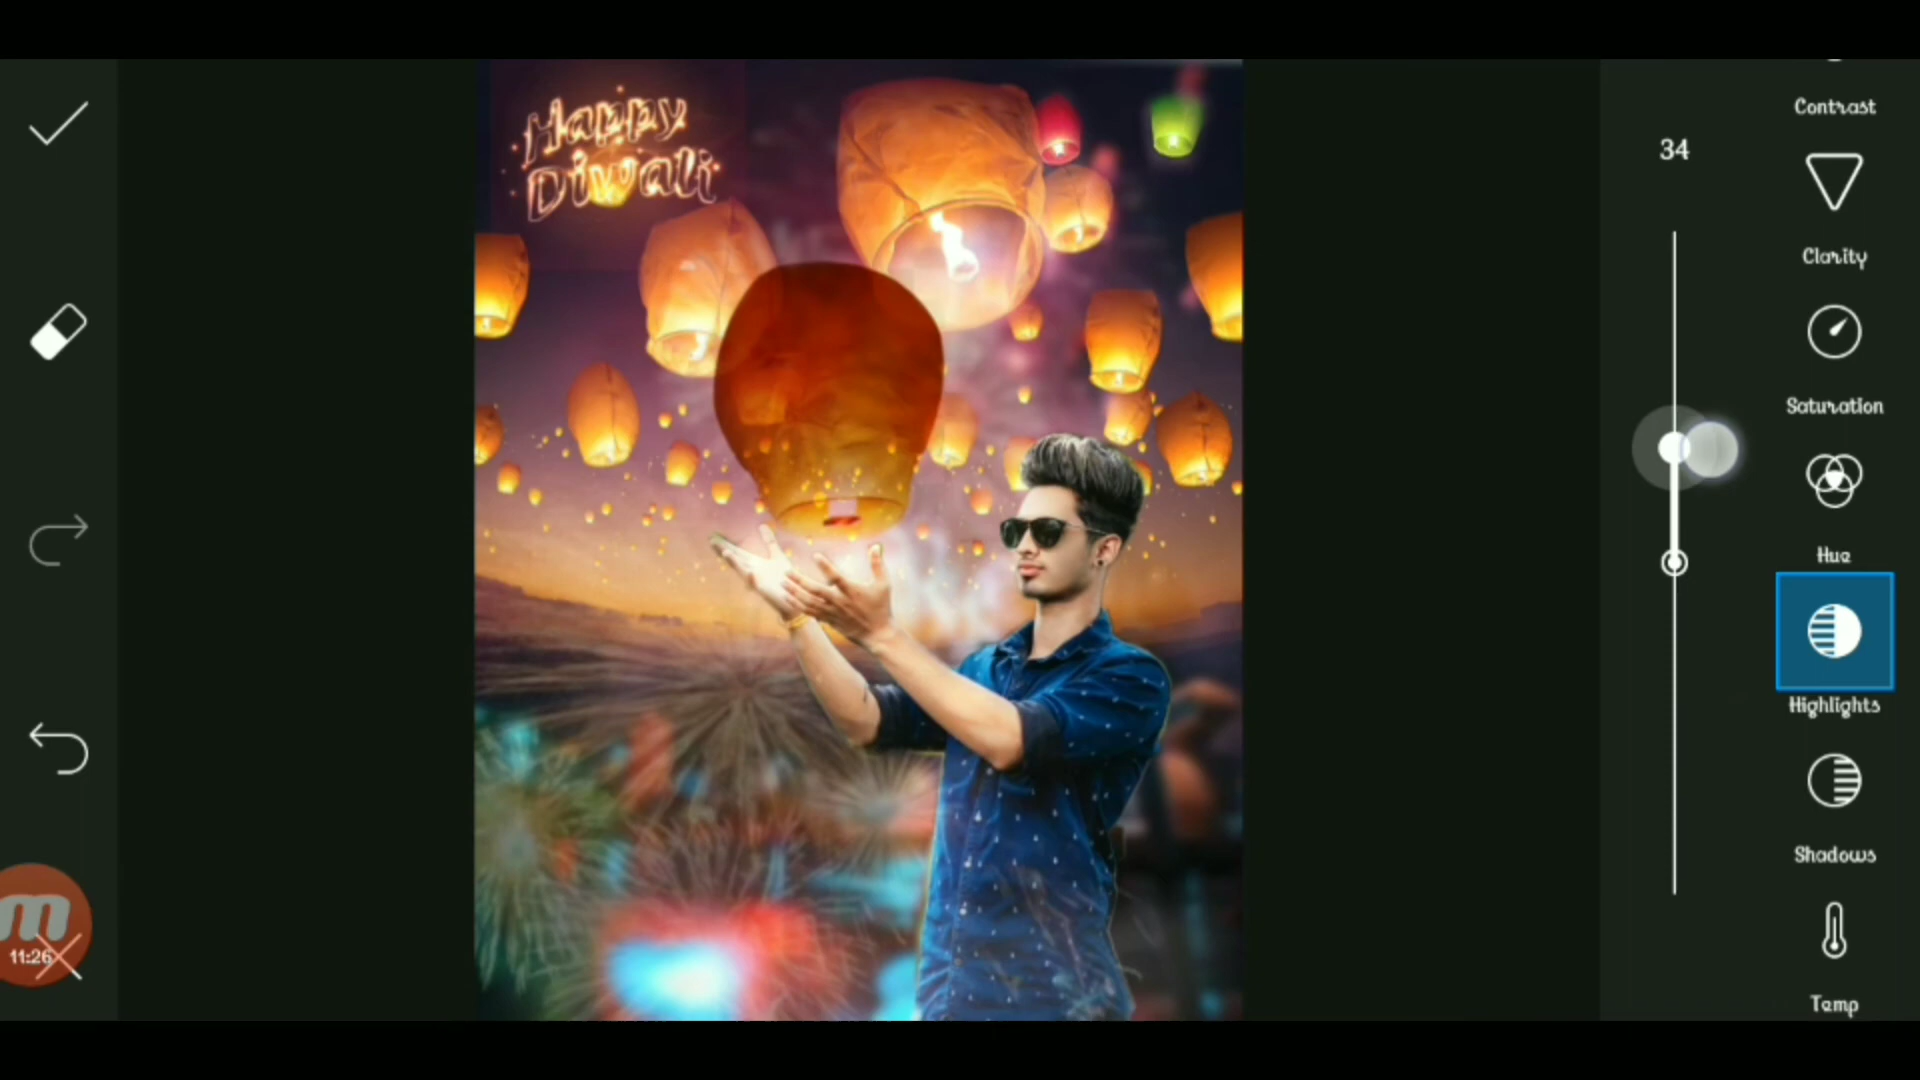 Happy
Diwali
34
Contrast
Clarity
Saturation
Hue
Highlights
Shadows
Temp
m
11:26